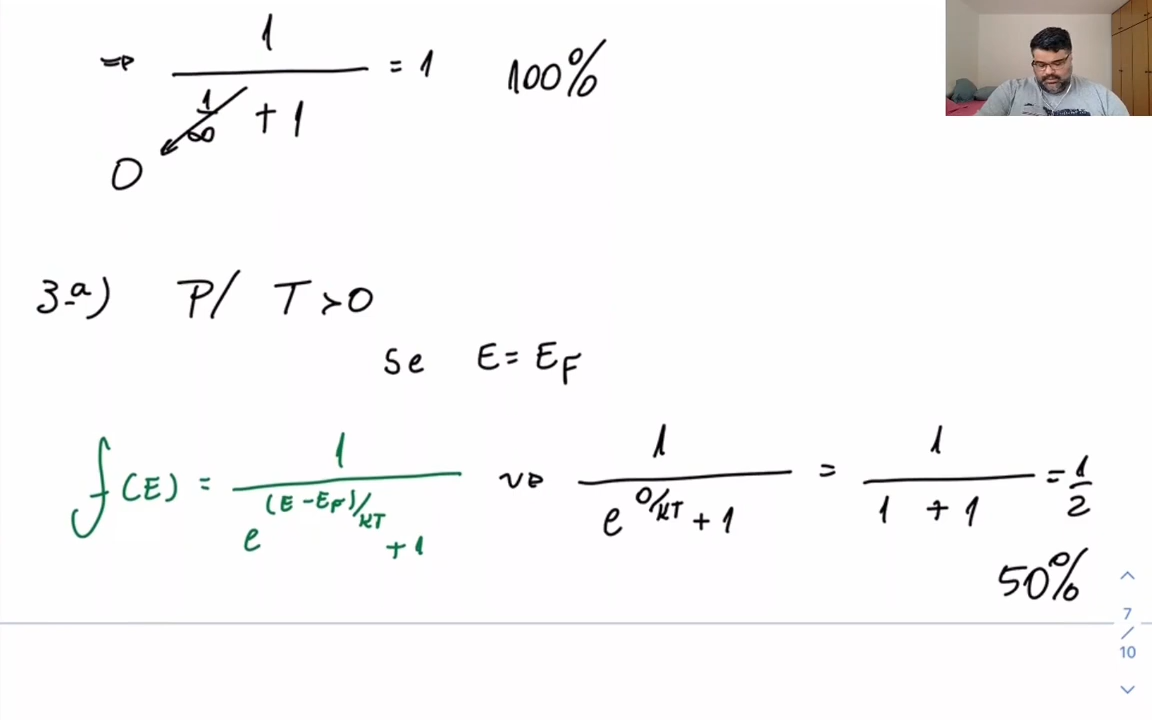 ⇒ 1/(1/∞ + 1) = 1 100%
0
3-a) P/ T>0
Se E = E_F
f(E) = 1/(e^((E-E_F)/KT) + 1) ⇒ 1/(e^(0/KT) + 1) = 1/(1 + 1) = 1/2
50%
7
/
10